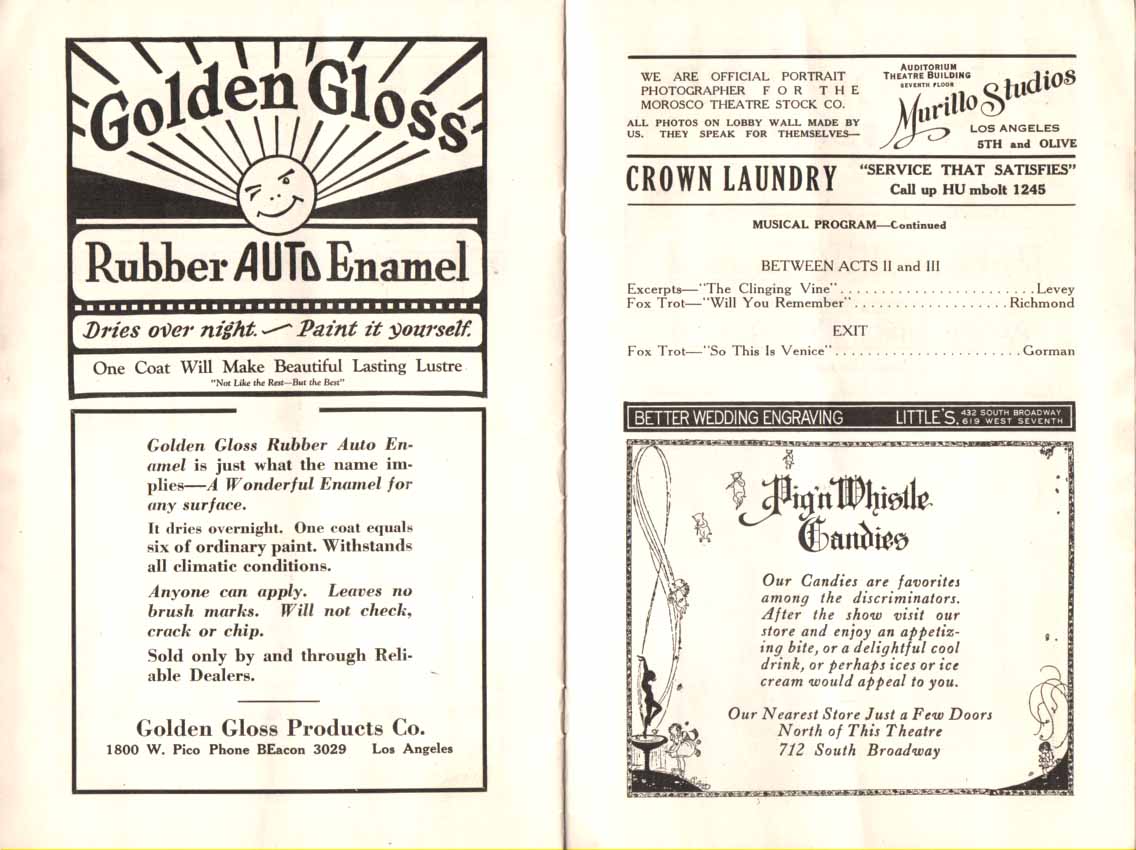 Golden Gloss
Rubber AUTO Enamel
Dries over night. — Paint it yourself.
One Coat Will Make Beautiful Lasting Lustre
"Not Like the Rest—But the Best"
Golden Gloss Rubber Auto En-
amel is just what the name im-
plies—A Wonderful Enamel for
any surface.
It dries overnight. One coat equals
six of ordinary paint. Withstands
all climatic conditions.
Anyone can apply. Leaves no
brush marks. Will not check,
crack or chip.
Sold only by and through Reli-
able Dealers.
Golden Gloss Products Co.
1800 W. Pico Phone BEacon 3029 Los Angeles
WE ARE OFFICIAL PORTRAIT
PHOTOGRAPHER FOR THE
MOROSCO THEATRE STOCK CO.
ALL PHOTOS ON LOBBY WALL MADE BY
US. THEY SPEAK FOR THEMSELVES—
AUDITORIUM
THEATRE BUILDING
SEVENTH FLOOR
Murillo Studios
LOS ANGELES
5TH and OLIVE
CROWN LAUNDRY
"SERVICE THAT SATISFIES"
Call up HU mbolt 1245
MUSICAL PROGRAM—Continued
BETWEEN ACTS II and III
Excerpts—"The Clinging Vine"........................Levey
Fox Trot—"Will You Remember"...................Richmond
EXIT
Fox Trot—"So This Is Venice".......................Gorman
BETTER WEDDING ENGRAVING LITTLE'S, 432 SOUTH BROADWAY
619 WEST SEVENTH
Pig'n Whistle
Candies
Our Candies are favorites
among the discriminators.
After the show visit our
store and enjoy an appetiz-
ing bite, or a delightful cool
drink, or perhaps ices or ice
cream would appeal to you.
Our Nearest Store Just a Few Doors
North of This Theatre
712 South Broadway